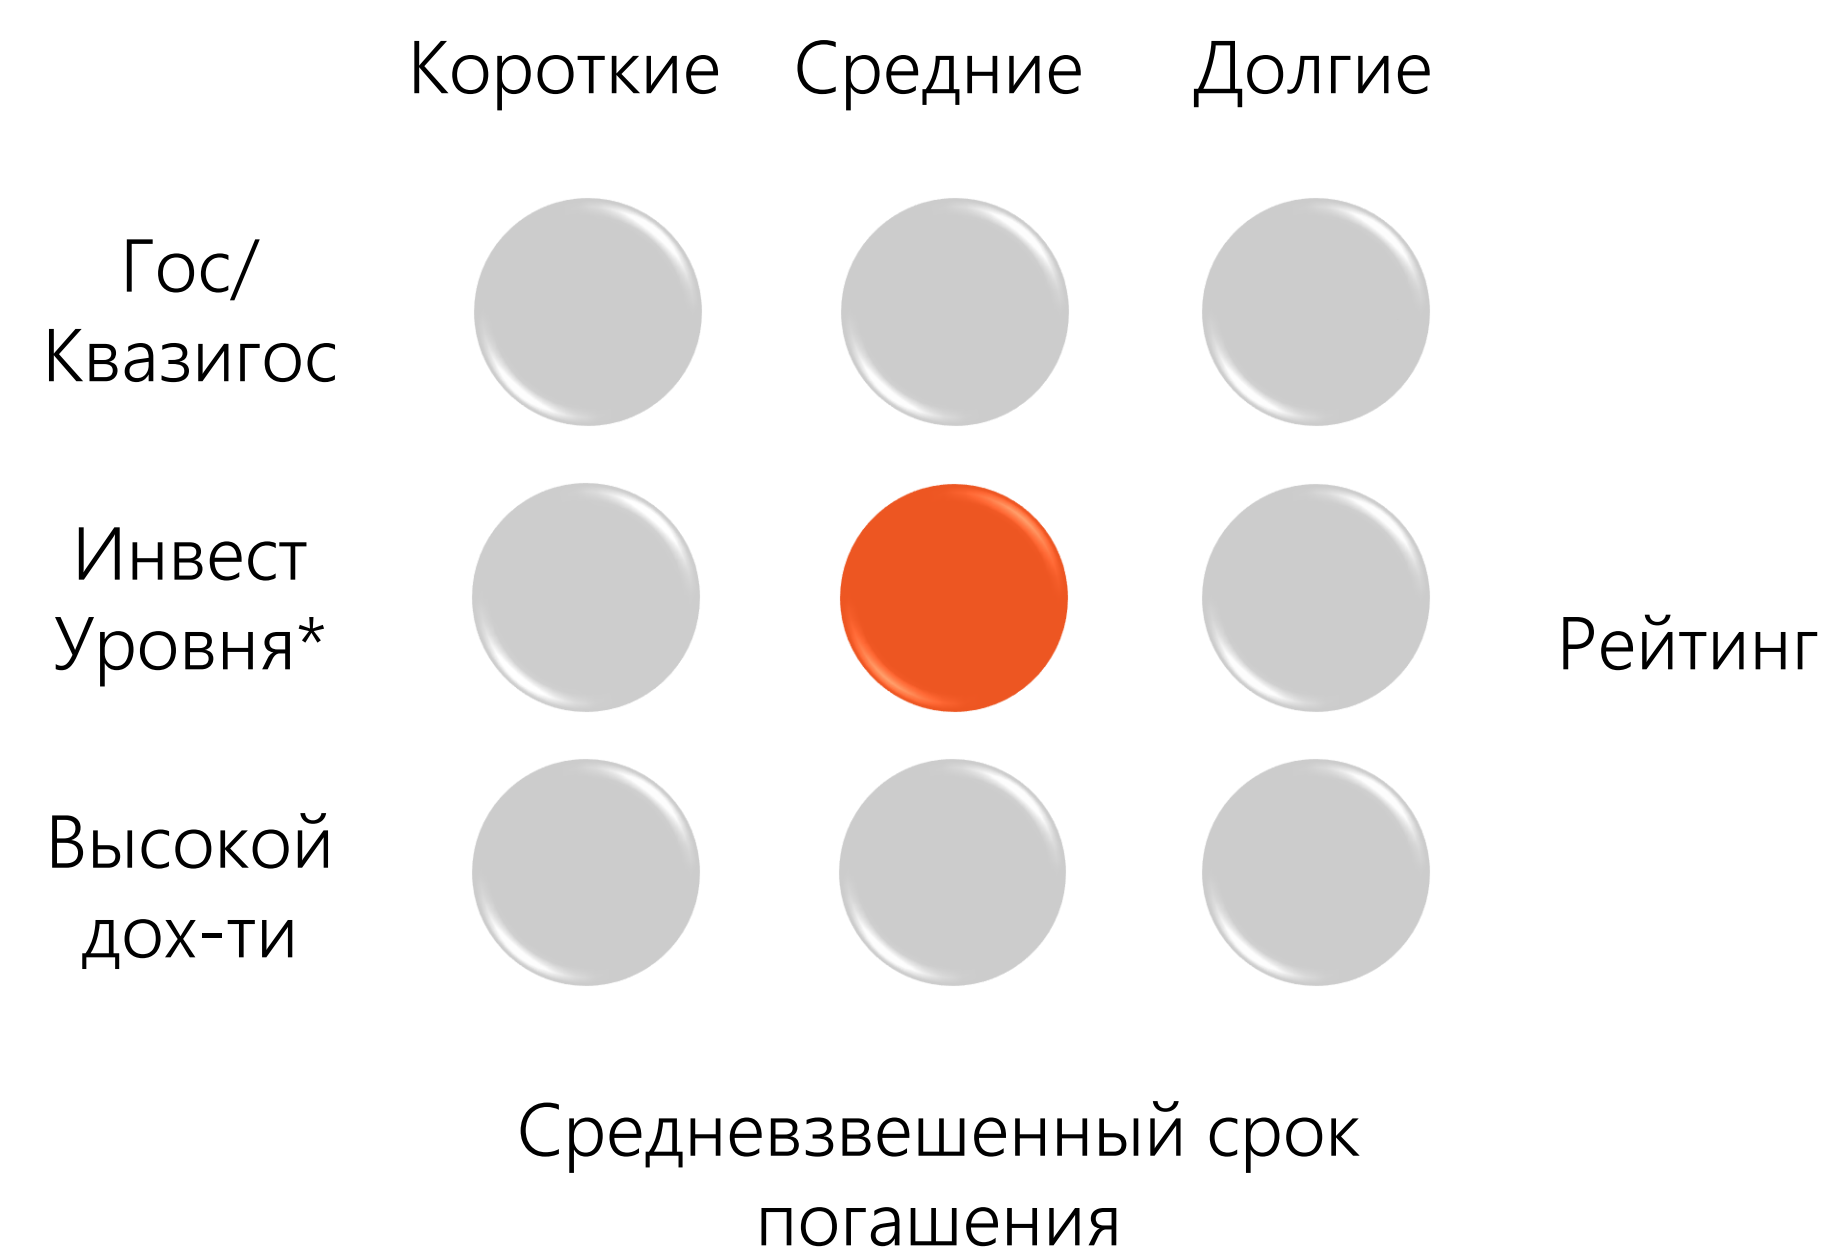 Короткие Средние Долгие
Гос/
Квазигос
Инвест
Уровня*
Рейтинг
Высокой
дох-ти
Средневзвешенный срок
погашения